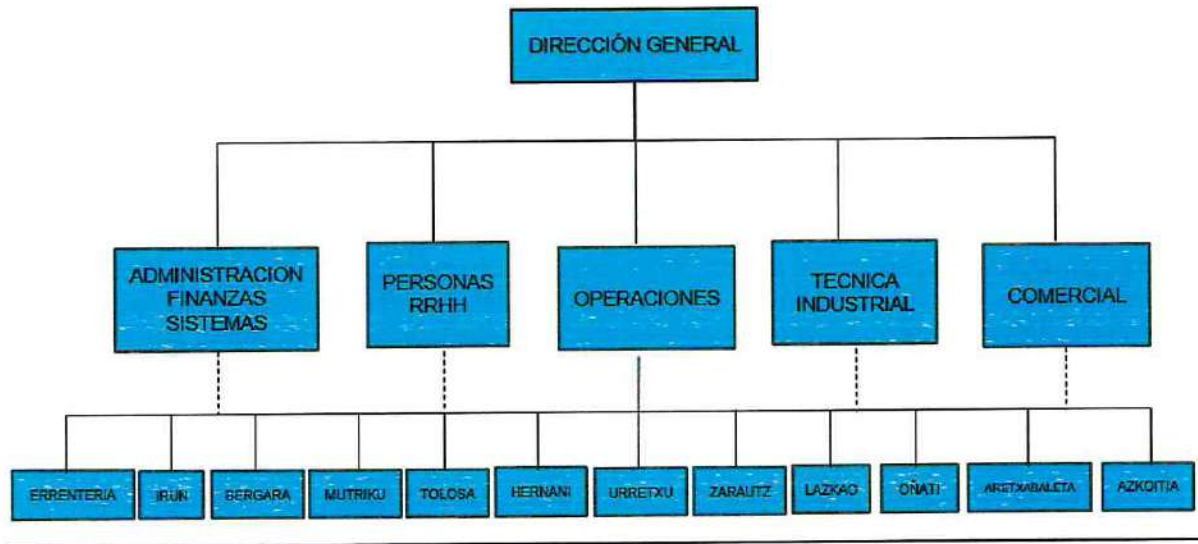 DIRECCIÓN GENERAL
ADMINISTRACION
FINANZAS
SISTEMAS
PERSONAS
RRHH
OPERACIONES
TECNICA
INDUSTRIAL
COMERCIAL
ERRENTERIA
IRUN
BERGARA
MUTRIKU
TOLOSA
HERNANI
URRETXU
ZARAUTZ
LAZKAO
OÑATI
ARETXABALETA
AZKOITIA